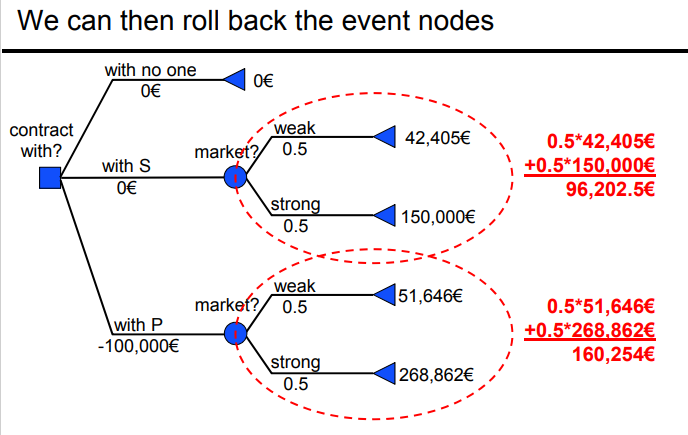 We can then roll back the event nodes
with no one
0€
0€
contract
with?
with S
0€
market?
weak
0.5
42,405€
strong
0.5
150,000€
0.5*42,405€
+0.5*150,000€
96,202.5€
with P
-100,000€
market?
weak
0.5
51,646€
strong
0.5
268,862€
0.5*51,646€
+0.5*268,862€
160,254€